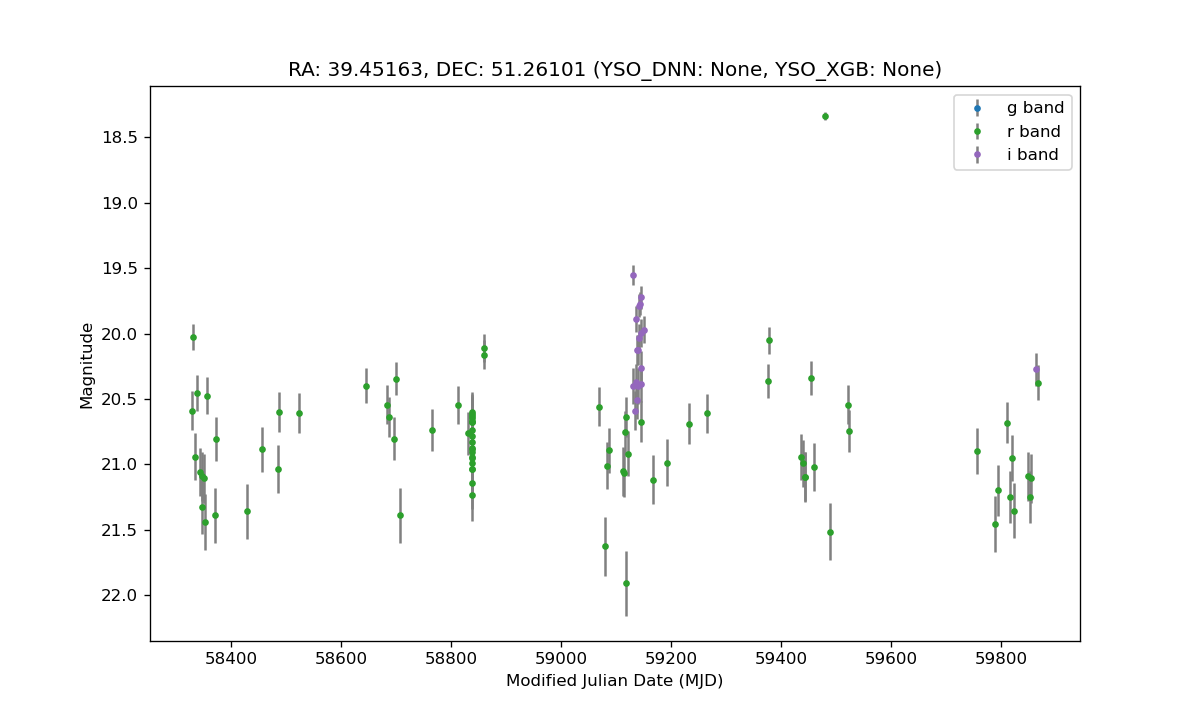 RA: 39.45163, DEC: 51.26101 (YSO_DNN: None, YSO_XGB: None)
g band
r band
i band
18.5
19.0
19.5
20.0
20.5
21.0
21.5
22.0
Magnitude
58400 58600 58800 59000 59200 59400 59600 59800
Modified Julian Date (MJD)